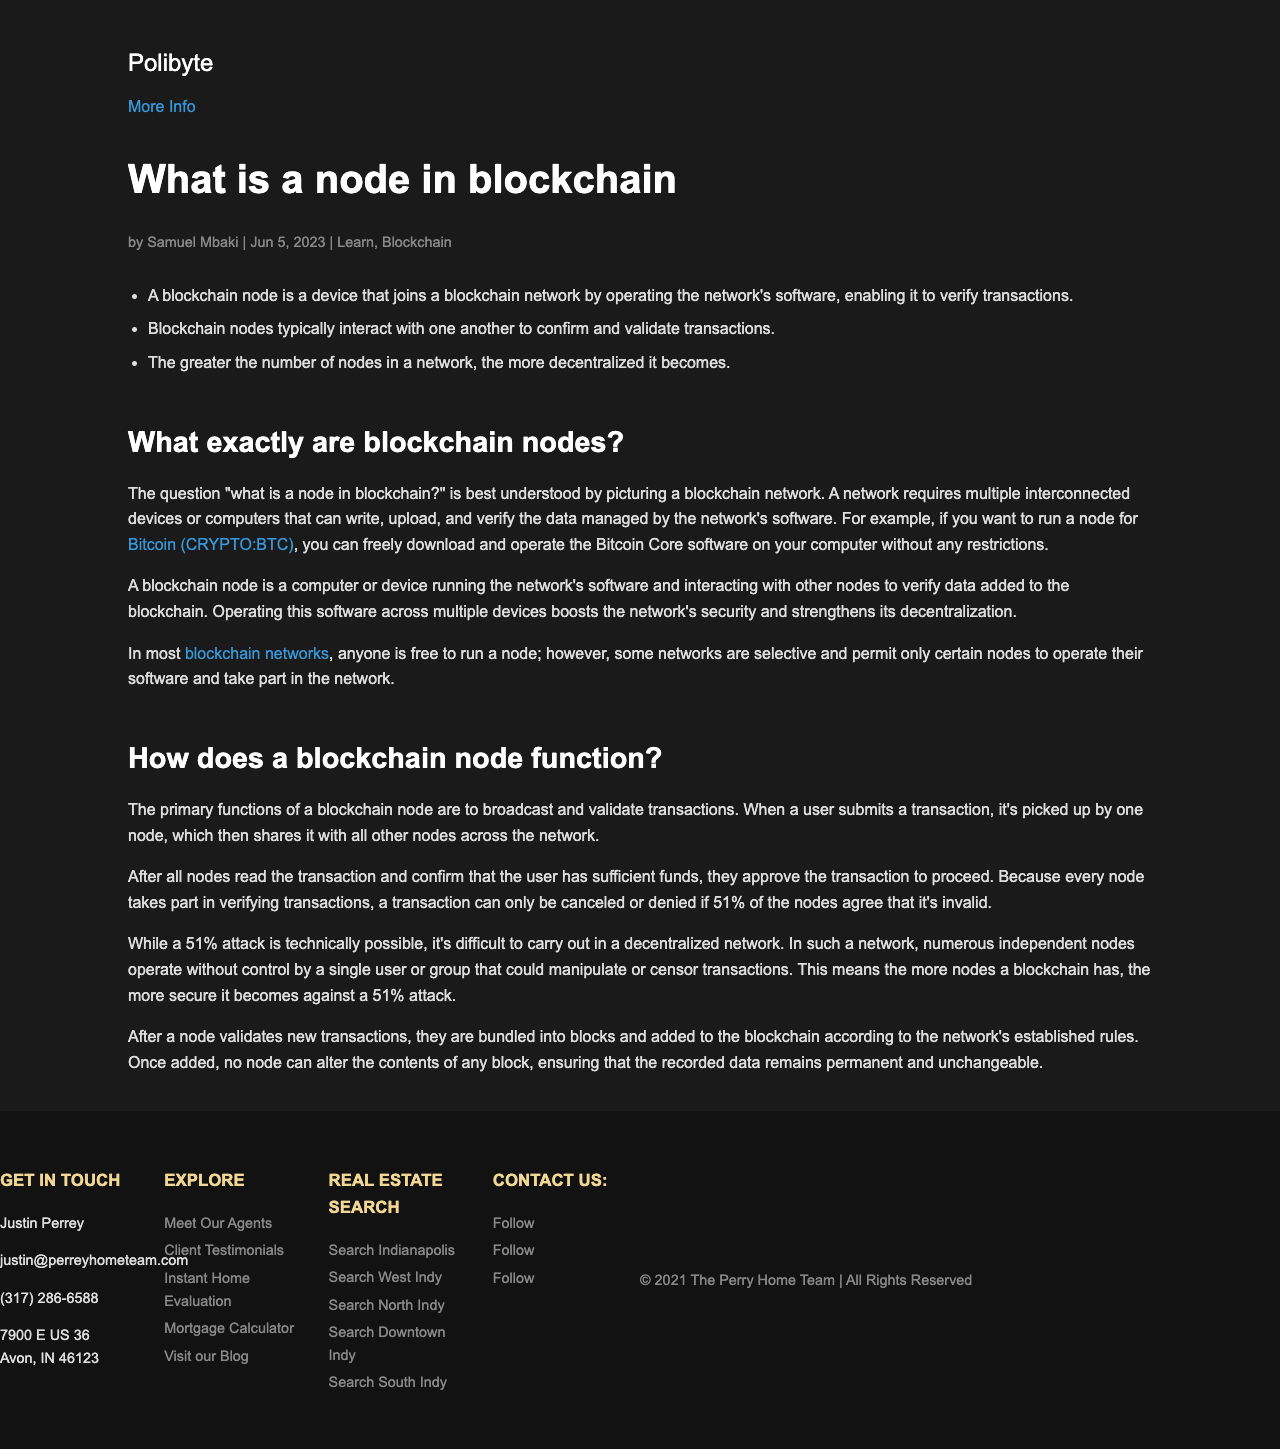 Polibyte
More Info
What is a node in blockchain
by Samuel Mbaki | Jun 5, 2023 | Learn, Blockchain
• A blockchain node is a device that joins a blockchain network by operating the network's software, enabling it to verify transactions.
• Blockchain nodes typically interact with one another to confirm and validate transactions.
• The greater the number of nodes in a network, the more decentralized it becomes.
What exactly are blockchain nodes?
The question "what is a node in blockchain?" is best understood by picturing a blockchain network. A network requires multiple interconnected
devices or computers that can write, upload, and verify the data managed by the network's software. For example, if you want to run a node for
Bitcoin (CRYPTO:BTC), you can freely download and operate the Bitcoin Core software on your computer without any restrictions.
A blockchain node is a computer or device running the network's software and interacting with other nodes to verify data added to the
blockchain. Operating this software across multiple devices boosts the network's security and strengthens its decentralization.
In most blockchain networks, anyone is free to run a node; however, some networks are selective and permit only certain nodes to operate their
software and take part in the network.
How does a blockchain node function?
The primary functions of a blockchain node are to broadcast and validate transactions. When a user submits a transaction, it's picked up by one
node, which then shares it with all other nodes across the network.
After all nodes read the transaction and confirm that the user has sufficient funds, they approve the transaction to proceed. Because every node
takes part in verifying transactions, a transaction can only be canceled or denied if 51% of the nodes agree that it's invalid.
While a 51% attack is technically possible, it's difficult to carry out in a decentralized network. In such a network, numerous independent nodes
operate without control by a single user or group that could manipulate or censor transactions. This means the more nodes a blockchain has, the
more secure it becomes against a 51% attack.
After a node validates new transactions, they are bundled into blocks and added to the blockchain according to the network's established rules.
Once added, no node can alter the contents of any block, ensuring that the recorded data remains permanent and unchangeable.
GET IN TOUCH
Justin Perrey
justin@perreyhometeam.com
(317) 286-6588
7900 E US 36
Avon, IN 46123
EXPLORE
Meet Our Agents
Client Testimonials
Instant Home
Evaluation
Mortgage Calculator
Visit our Blog
REAL ESTATE
SEARCH
Search Indianapolis
Search West Indy
Search North Indy
Search Downtown
Indy
Search South Indy
CONTACT US:
Follow
Follow
Follow
© 2021 The Perry Home Team | All Rights Reserved